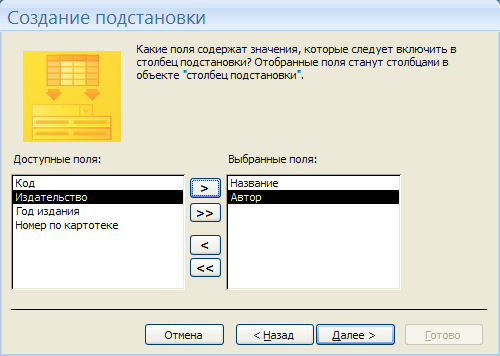 Создание подстановки
Какие поля содержат значения, которые следует включить в
столбец подстановки? Отобранные поля станут столбцами в
объекте "столбец подстановки".
Доступные поля:
Выбранные поля:
Код
Издательство
Год издания
Номер по картотеке
>
>>
<
<<
Название
Автор
Отмена
< Назад
Далее >
Готово